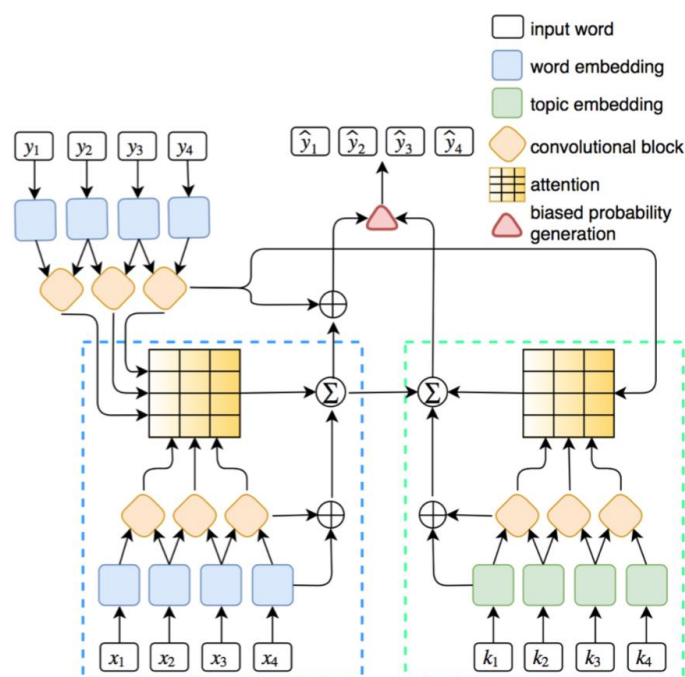 input word
word embedding
topic embedding
convolutional block
attention
biased probability
generation
y₁ y₂ y₃ y₄
ŷ₁ ŷ₂ ŷ₃ ŷ₄
Σ Σ
x₁ x₂ x₃ x₄
k₁ k₂ k₃ k₄